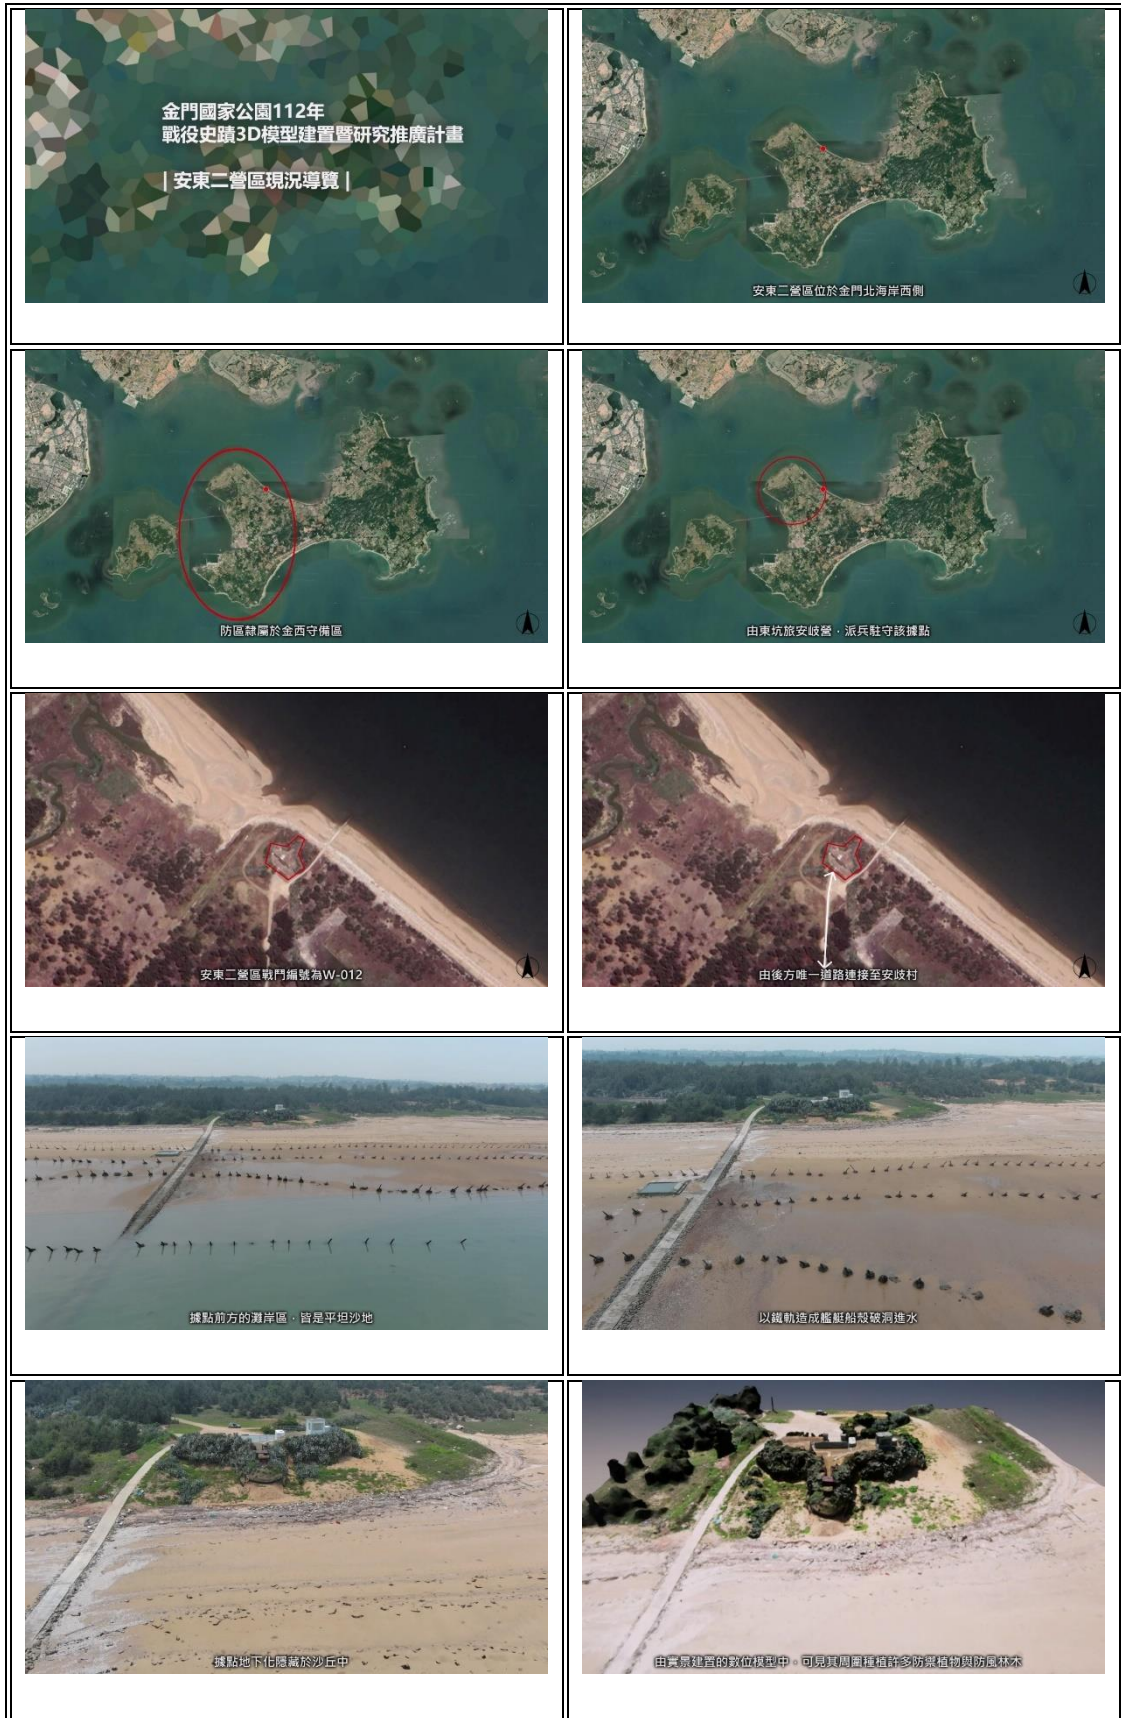 金門國家公園112年
戰役史蹟3D模型建置暨研究推廣計畫
| 安東二營區現況導覽 |
安東二營區位於金門北海岸西側
防區隸屬於金西守備區
由東坑旅安歧營，派兵駐守該據點
安東二營區戰鬥編號為W-012
由後方唯一道路連接至安歧村
據點前方的灘岸區，皆是平坦沙地
以鐵軌造成艦艇船殼破洞進水
據點地下化隱藏於沙丘中
由實景建置的數位模型中，可見其周圍種植許多防禦植物與防風林木